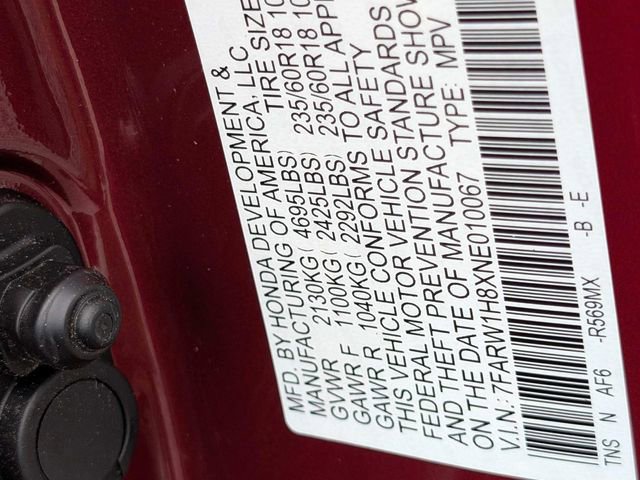 MFD. BY HONDA DEVELOPMENT &
MANUFACTURING OF AMERICA, LLC
TIRE SIZE
GVWR 2130KG( 4695LBS)
GAWR F 1100KG( 2425LBS) 235/60R18 10
GAWR R 1040KG( 2292LBS) 235/60R18 10
THIS VEHICLE CONFORMS TO ALL APPL
FEDERAL MOTOR VEHICLE SAFETY
AND THEFT PREVENTION STANDARDS
ON THE DATE OF MANUFACTURE SHOW
V.I.N.: 7FARW1H8XNE010067 TYPE: MPV
TNS N AF6 -R569MX -B -E